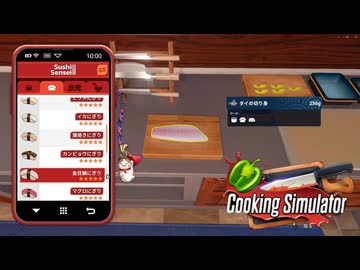 10:00
Sushi
Sensei
イカにぎり
蒲焼きにぎり
カンピョウにぎり
金目鯛にぎり
マグロにぎり
タイの切り身
250g
Cooking Simulator